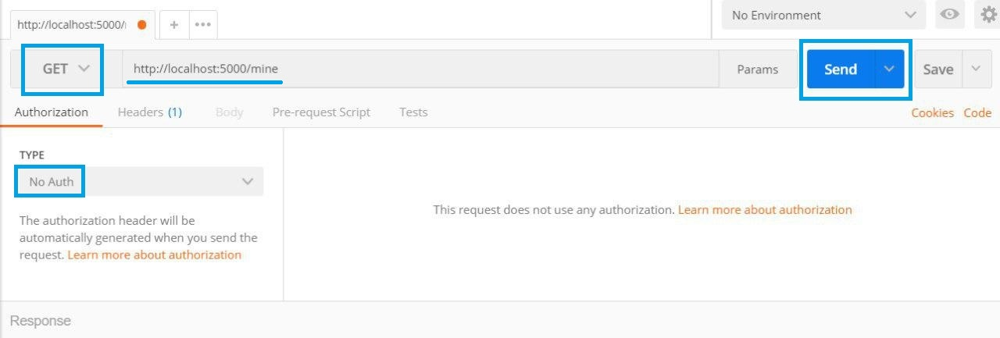 http://localhost:5000/
No Environment
GET
http://localhost:5000/mine
Params
Send
Save
Authorization
Headers (1)
Body
Pre-request Script
Tests
Cookies
Code
TYPE
No Auth
The authorization header will be
automatically generated when you send the
request. Learn more about authorization
This request does not use any authorization. Learn more about authorization
Response